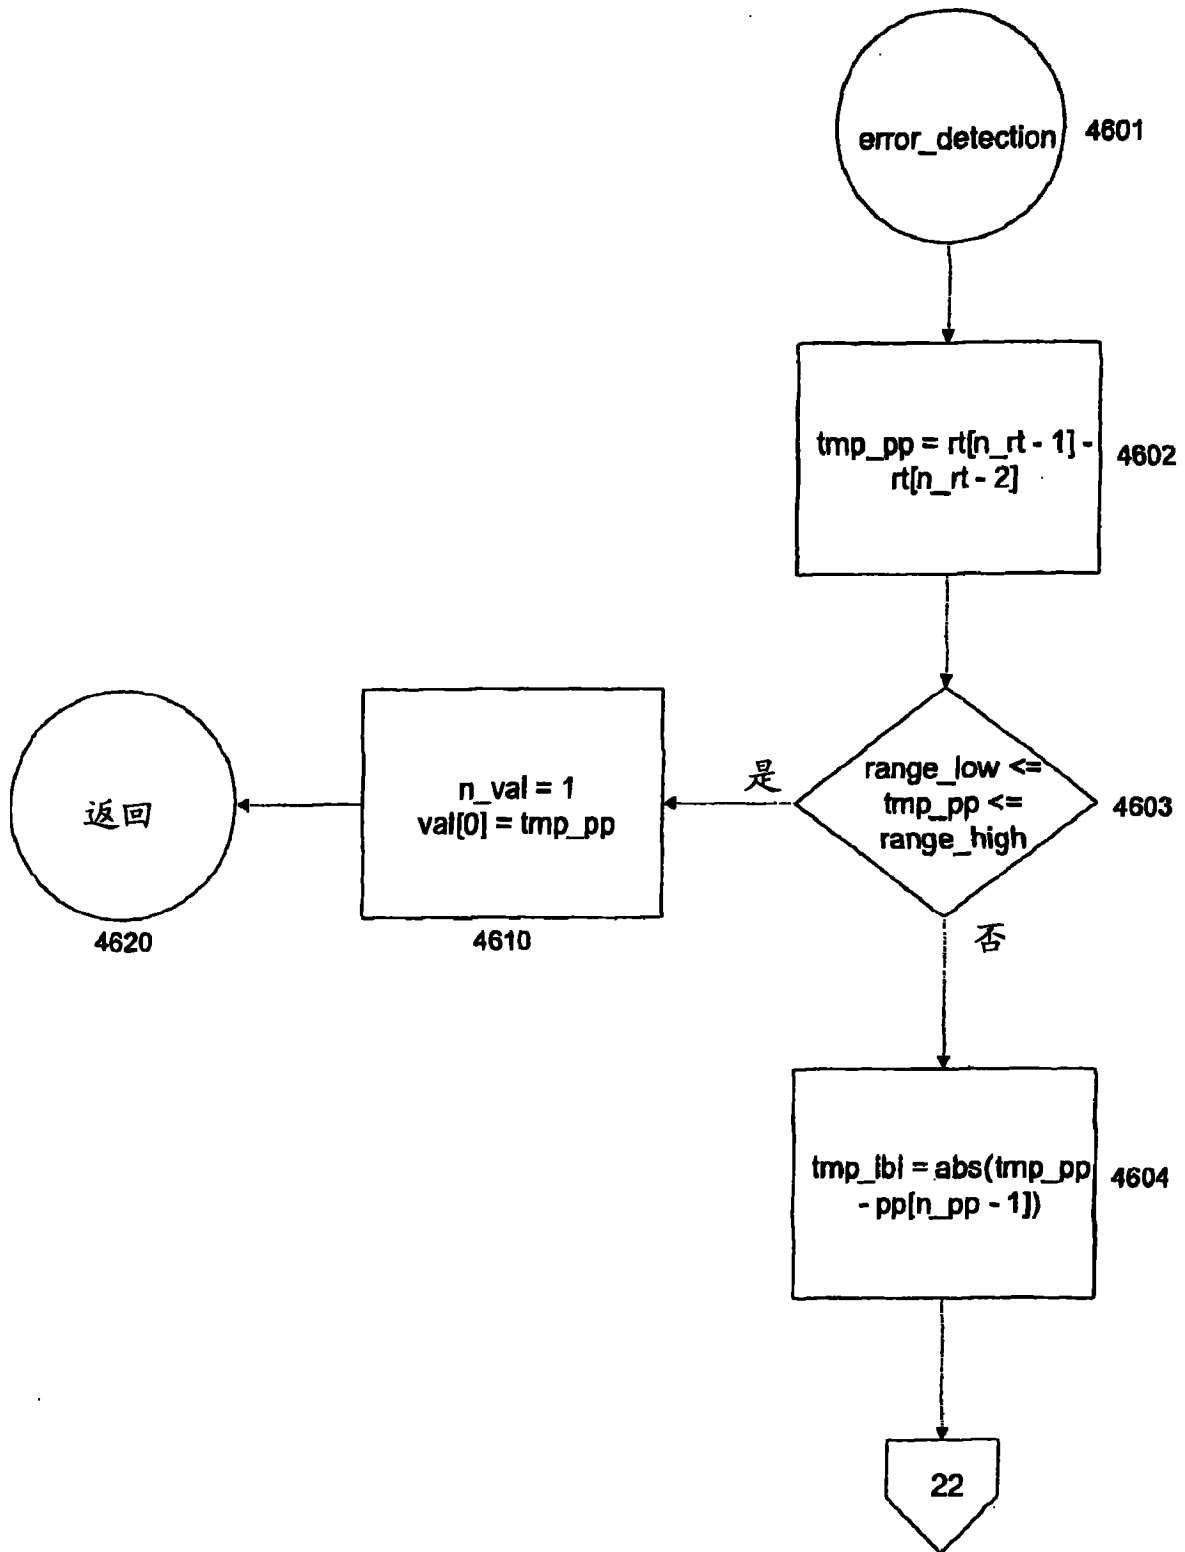 error_detection
4601
tmp_pp = rt[n_rt - 1] -
rt[n_rt - 2]
4602
range_low <=
tmp_pp <=
range_high
4603
是
n_val = 1
val[0] = tmp_pp
4610
返回
4620
否
tmp_ibi = abs(tmp_pp
- pp[n_pp - 1])
4604
22